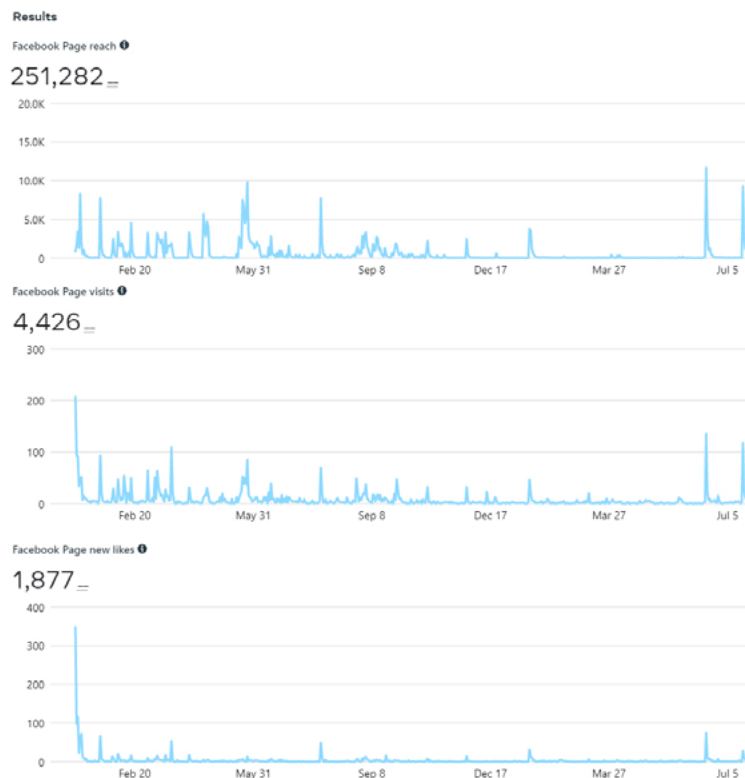 Results
Facebook Page reach
251,282
20.0K
15.0K
10.0K
5.0K
0
Feb 20 May 31 Sep 8 Dec 17 Mar 27 Jul 5
Facebook Page visits
4,426
300
200
100
0
Feb 20 May 31 Sep 8 Dec 17 Mar 27 Jul 5
Facebook Page new likes
1,877
400
300
200
100
0
Feb 20 May 31 Sep 8 Dec 17 Mar 27 Jul 5